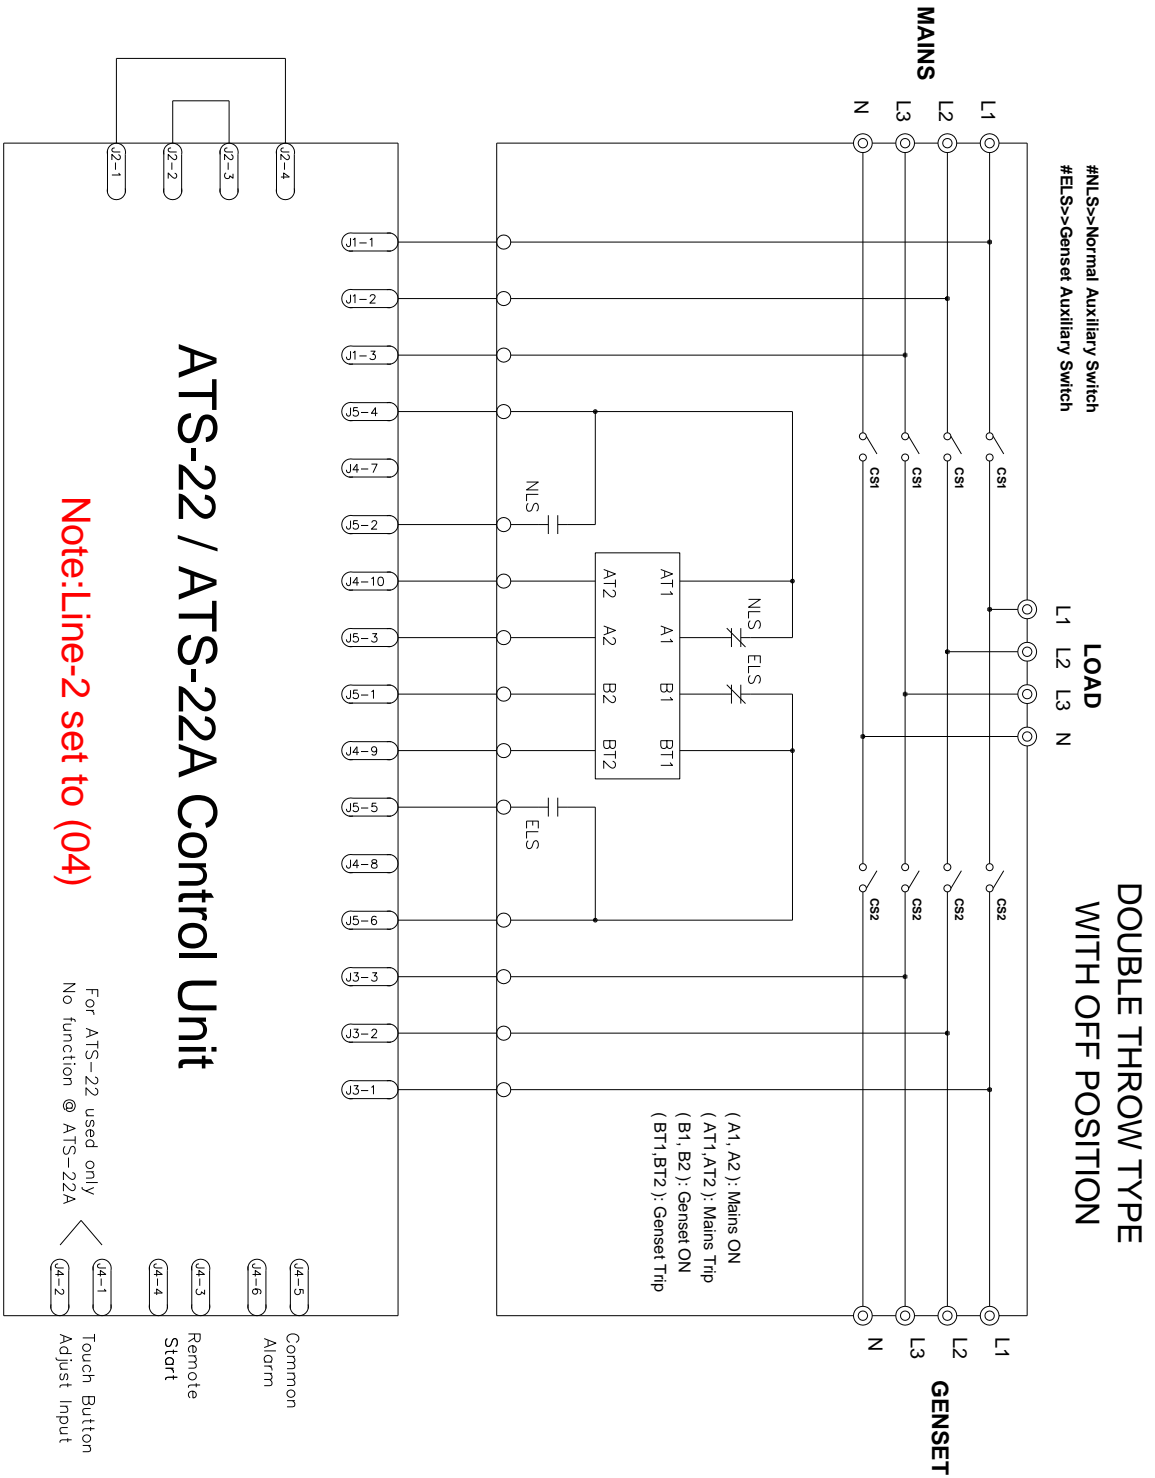 DOUBLE THROW TYPE
WITH OFF POSITION
#NLS>>Normal Auxiliary Switch
#ELS>>Genset Auxiliary Switch
LOAD
L1 L2 L3 N
MAINS
L1
L2
L3
N
GENSET
L1
L2
L3
N
CS1
CS1
CS1
CS1
CS2
CS2
CS2
CS2
NLS ELS
AT1 A1 B1 BT1
AT2 A2 B2 BT2
NLS
ELS
( A1, A2 ): Mains ON
( AT1,AT2 ): Mains Trip
( B1, B2 ): Genset ON
( BT1,BT2 ): Genset Trip
J1-1 J1-2 J1-3 J5-4 J4-7 J5-2 J4-10 J5-3 J5-1 J4-9 J5-5 J4-8 J5-6 J3-3 J3-2 J3-1
J2-4
J2-3
J2-2
J2-1
ATS-22 / ATS-22A Control Unit
Note:Line-2 set to (04)
For ATS-22 used only
No function @ ATS-22A
J4-5
J4-6
Common
Alarm
J4-3
J4-4
Remote
Start
J4-1
J4-2
Touch Button
Adjust Input